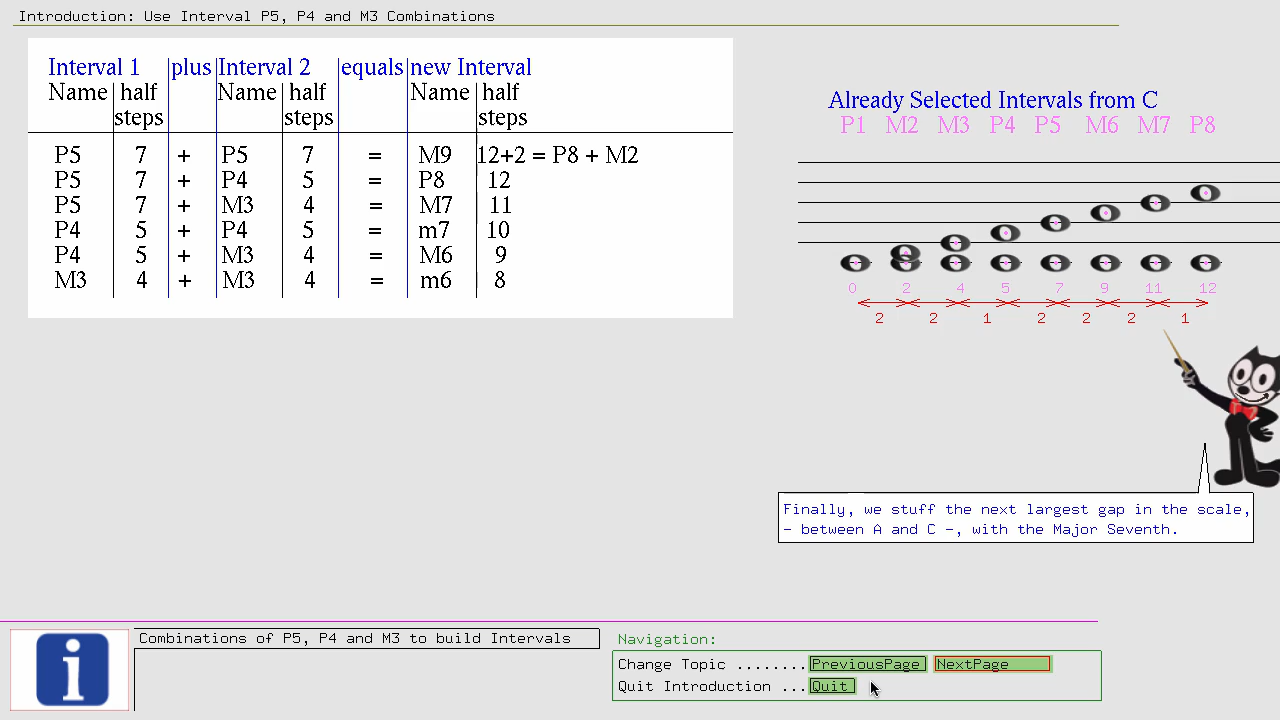 Introduction: Use Interval P5, P4 and M3 Combinations
Interval 1 plus Interval 2 equals new Interval
Name half Name half Name half
steps steps steps
P5 7 + P5 7 = M9 12+2 = P8 + M2
P5 7 + P4 5 = P8 12
P5 7 + M3 4 = M7 11
P4 5 + P4 5 = m7 10
P4 5 + M3 4 = M6 9
M3 4 + M3 4 = m6 8
Already Selected Intervals from C
P1 M2 M3 P4 P5 M6 M7 P8
0 2 4 5 7 9 11 12
2 2 1 2 2 2 1
Finally, we stuff the next largest gap in the scale,
- between A and C -, with the Major Seventh.
i
Combinations of P5, P4 and M3 to build Intervals
Navigation:
Change Topic ........PreviousPage NextPage
Quit Introduction ...Quit